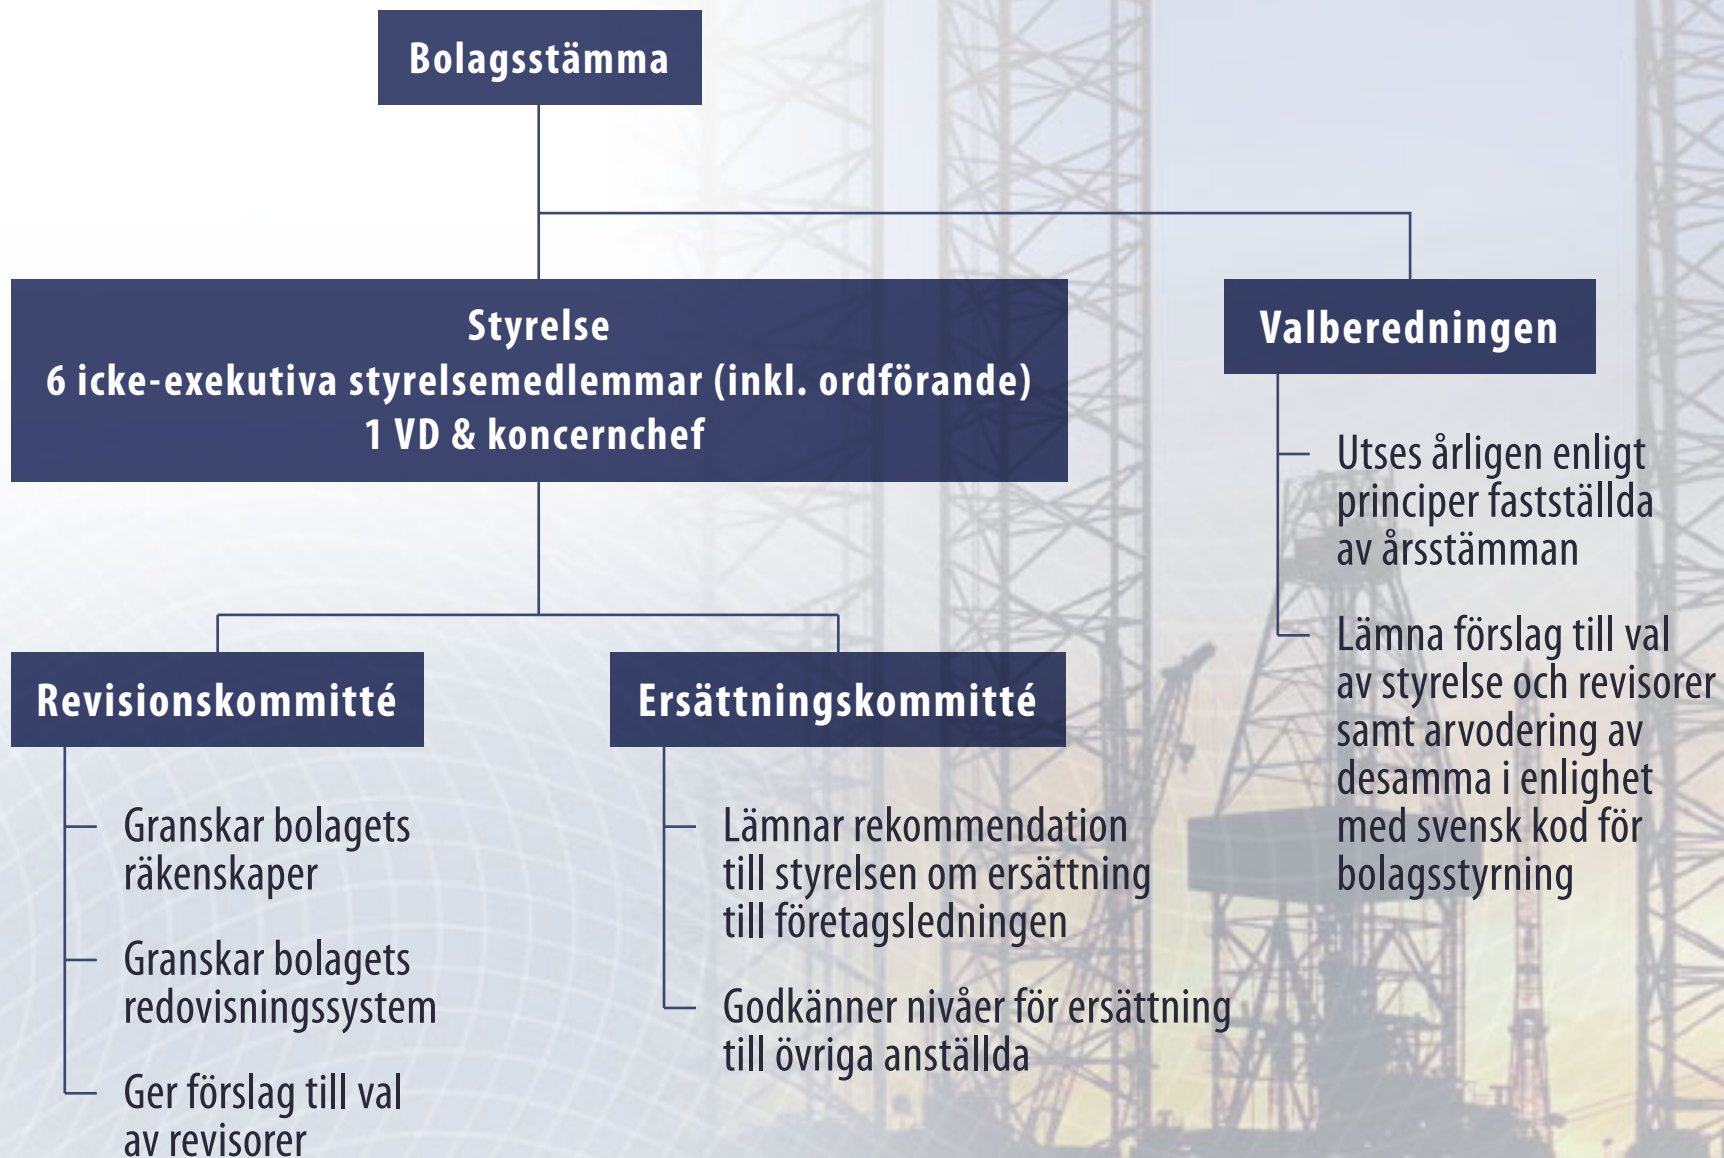 Bolagsstämma
Styrelse
6 icke-exekutiva styrelsemedlemmar (inkl. ordförande)
1 VD & koncernchef
Valberedningen
Utses årligen enligt
principer fastställda
av årsstämman
Lämna förslag till val
av styrelse och revisorer
samt arvodering av
desamma i enlighet
med svensk kod för
bolagsstyrning
Revisionskommitté
Granskar bolagets
räkenskaper
Granskar bolagets
redovisningssystem
Ger förslag till val
av revisorer
Ersättningskommitté
Lämnar rekommendation
till styrelsen om ersättning
till företagsledningen
Godkänner nivåer för ersättning
till övriga anställda